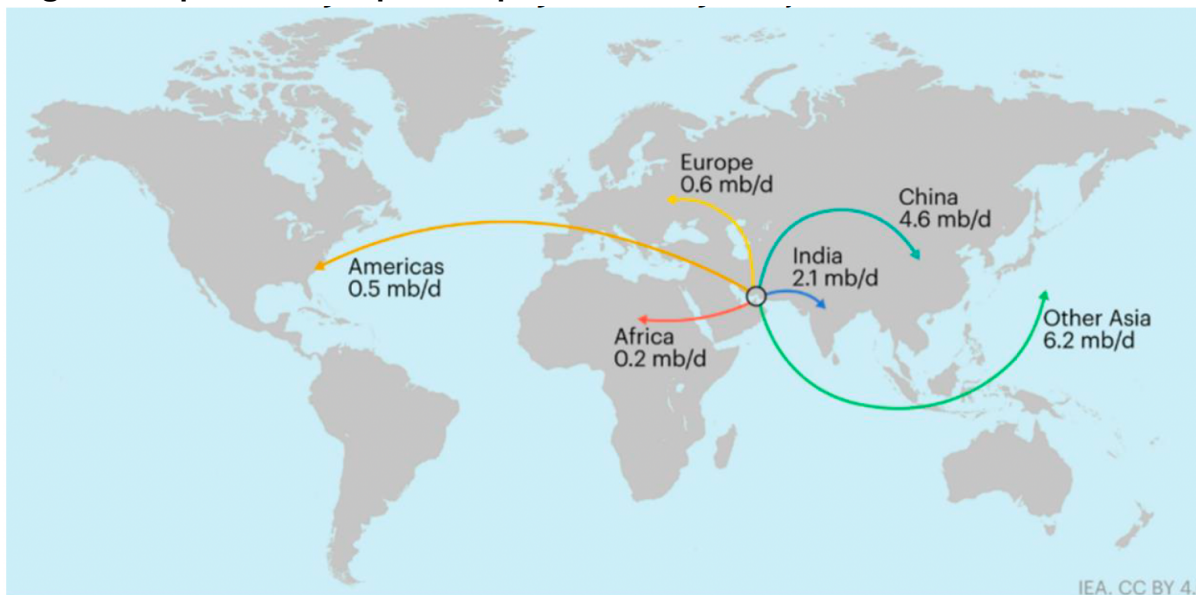 Europe
0.6 mb/d
China
4.6 mb/d
India
2.1 mb/d
Americas
0.5 mb/d
Other Asia
6.2 mb/d
Africa
0.2 mb/d
IEA. CC BY 4.